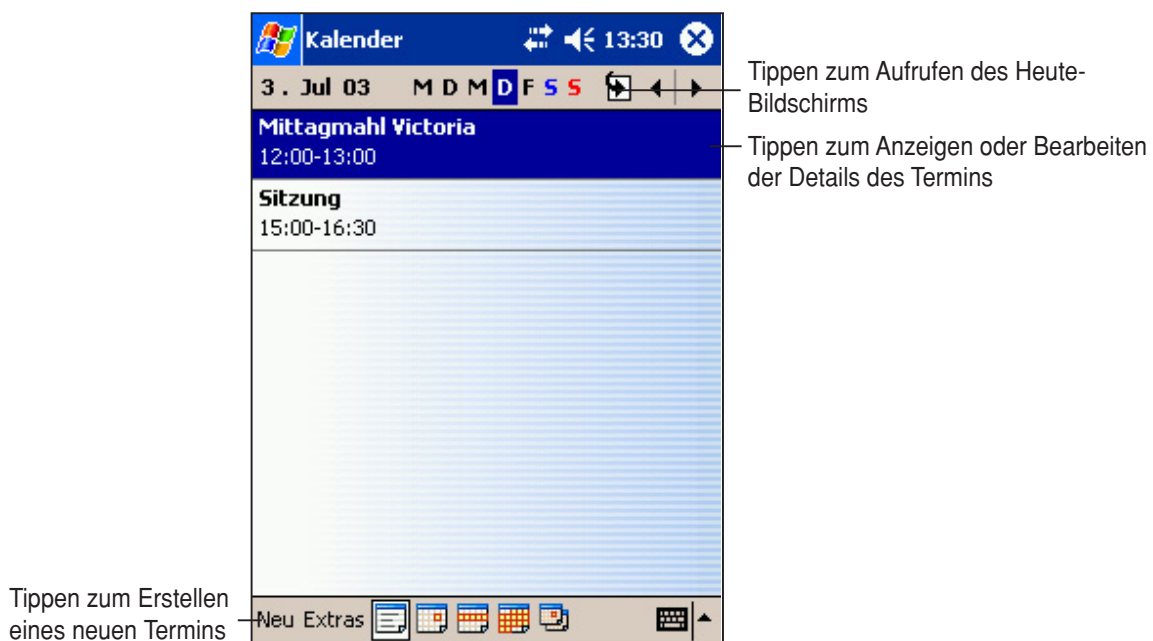 Kalender 13:30
3. Jul 03 M D M D F S S
Tippen zum Aufrufen des Heute-
Bildschirms
Mittagmahl Victoria
12:00-13:00
Tippen zum Anzeigen oder Bearbeiten
der Details des Termins
Sitzung
15:00-16:30
Tippen zum Erstellen
eines neuen Termins
Neu Extras